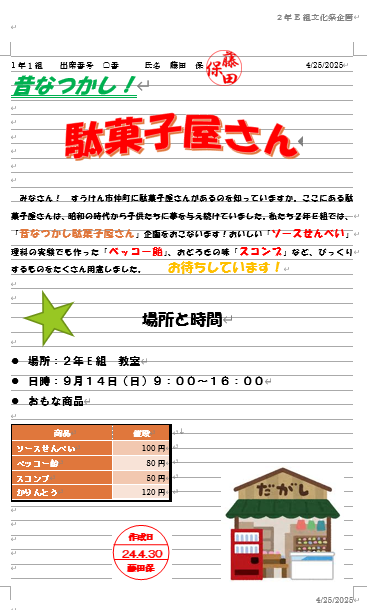 ２年Ｅ組文化祭企画
1年1組　出席番号　〇番　氏名　藤田　保　4/25/2025
藤田保
昔なつかし！
駄菓子屋さん
みなさん！　すうけん市仲町に駄菓子屋さんがあるのを知っていますか。ここにある駄
菓子屋さんは、昭和の時代から子供たちに夢を与え続けていました。私たち２年Ｅ組では、
「昔なつかし駄菓子屋さん」企画をおこないます！おいしい「ソースせんべい」
理科の実験でも作った「ベッコー飴」、おどろきの味「スコンブ」など、びっくり
するものをたくさん用意しました。　お待ちしています！
場所と時間
● 場所：２年Ｅ組　教室
● 日時：９月１４日（日）９：００～１６：００
● おもな商品
商品　値段
ソースせんべい　100 円
ベッコー飴　80 円
スコンブ　50 円
かりんとう　120 円
だがし
作成日
24.4.30
藤田保
4/25/2025